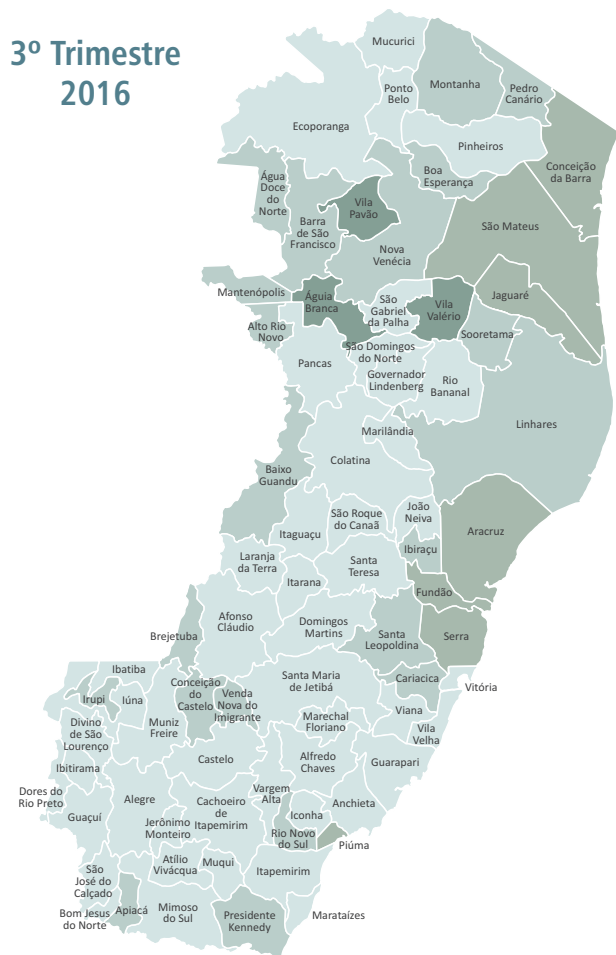 3º Trimestre
2016
Mucurici
Montanha
Ponto
Belo
Pedro
Canário
Ecoporanga
Pinheiros
Conceição
da Barra
Água
Doce
do
Norte
Boa
Esperança
Vila
Pavão
Barra
de São
Francisco
São Mateus
Nova
Venécia
Mantenópolis
Águia
Branca
São
Gabriel
da Palha
Vila
Valério
Jaguaré
Alto Rio
Novo
Sooretama
São Domingos
do Norte
Pancas
Governador
Lindenberg
Rio
Bananal
Linhares
Marilândia
Colatina
Baixo
Guandu
São Roque
do Canaã
João
Neiva
Itaguaçu
Aracruz
Ibiraçu
Laranja
da Terra
Santa
Teresa
Itarana
Fundão
Afonso
Cláudio
Domingos
Martins
Brejetuba
Santa
Leopoldina
Serra
Ibatiba
Conceição
do
Castelo
Venda
Nova do
Imigrante
Santa Maria
de Jetibá
Cariacica
Vitória
Irupi
Iúna
Viana
Divino
de São
Lourenço
Muniz
Freire
Marechal
Floriano
Vila
Velha
Castelo
Alfredo
Chaves
Guarapari
Ibitirama
Dores do
Rio Preto
Vargem
Alta
Alegre
Cachoeiro
de
Itapemirim
Anchieta
Guaçuí
Iconha
Jerônimo
Monteiro
Rio Novo
do Sul
Piúma
Atílio
Vivácqua
Muqui
São
José do
Calçado
Itapemirim
Bom Jesus
do Norte
Apiacá
Mimoso
do Sul
Presidente
Kennedy
Marataízes